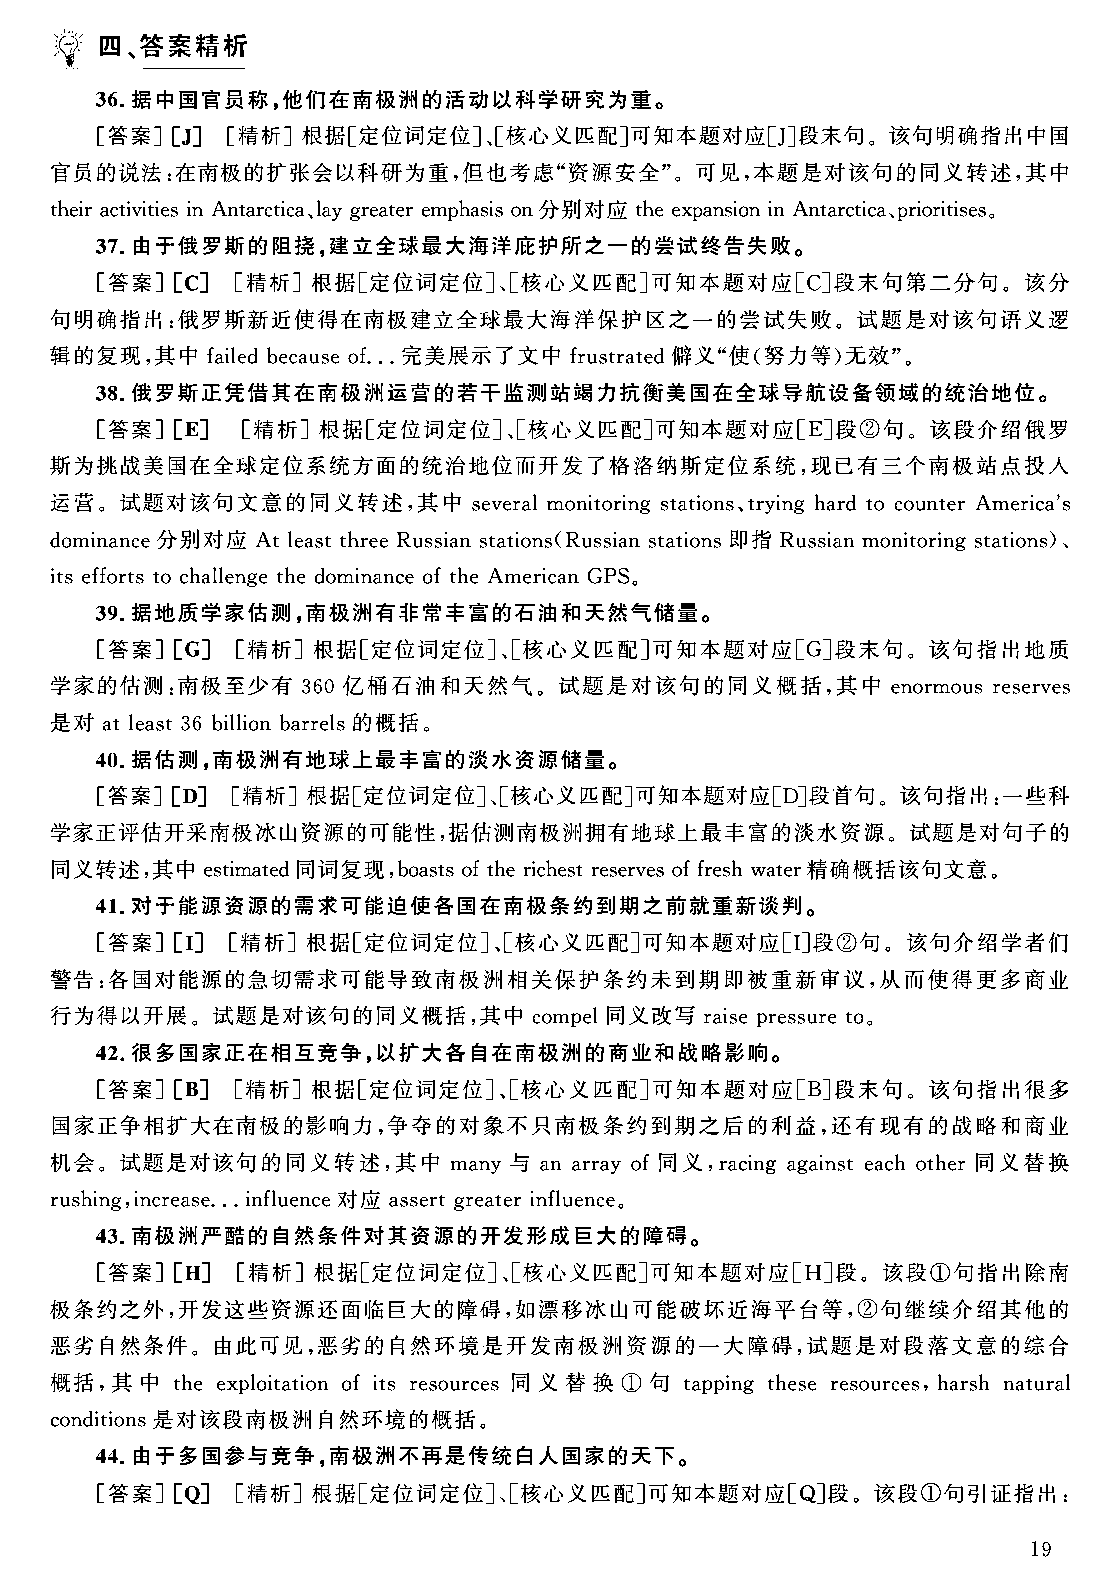 四、答案精析
36. 据中国官员称,他们在南极洲的活动以科学研究为重。
[答案][J] [精析] 根据[定位词定位]、[核心义匹配]可知本题对应[J]段末句。该句明确指出中国
官员的说法:在南极的扩张会以科研为重,但也考虑“资源安全”。可见,本题是对该句的同义转述,其中
their activities in Antarctica、lay greater emphasis on 分别对应 the expansion in Antarctica、prioritises。
37. 由于俄罗斯的阻挠,建立全球最大海洋庇护所之一的尝试终告失败。
[答案][C] [精析] 根据[定位词定位]、[核心义匹配]可知本题对应[C]段末句第二分句。该分
句明确指出:俄罗斯新近使得在南极建立全球最大海洋保护区之一的尝试失败。试题是对该句语义逻
辑的复现,其中 failed because of... 完美展示了文中 frustrated 僻义“使(努力等)无效”。
38. 俄罗斯正凭借其在南极洲运营的若干监测站竭力抗衡美国在全球导航设备领域的统治地位。
[答案][E] [精析] 根据[定位词定位]、[核心义匹配]可知本题对应[E]段②句。该段介绍俄罗
斯为挑战美国在全球定位系统方面的统治地位而开发了格洛纳斯定位系统,现已有三个南极站点投入
运营。试题对该句文意的同义转述,其中 several monitoring stations、trying hard to counter America's
dominance 分别对应 At least three Russian stations(Russian stations 即指 Russian monitoring stations)、
its efforts to challenge the dominance of the American GPS。
39. 据地质学家估测,南极洲有非常丰富的石油和天然气储量。
[答案][G] [精析] 根据[定位词定位]、[核心义匹配]可知本题对应[G]段末句。该句指出地质
学家的估测:南极至少有 360 亿桶石油和天然气。试题是对该句的同义概括,其中 enormous reserves
是对 at least 36 billion barrels 的概括。
40. 据估测,南极洲有地球上最丰富的淡水资源储量。
[答案][D] [精析] 根据[定位词定位]、[核心义匹配]可知本题对应[D]段首句。该句指出:一些科
学家正评估开采南极冰山资源的可能性,据估测南极洲拥有地球上最丰富的淡水资源。试题是对句子的
同义转述,其中 estimated 同词复现,boasts of the richest reserves of fresh water 精确概括该句文意。
41. 对于能源资源的需求可能迫使各国在南极条约到期之前就重新谈判。
[答案][I] [精析] 根据[定位词定位]、[核心义匹配]可知本题对应[I]段②句。该句介绍学者们
警告:各国对能源的急切需求可能导致南极洲相关保护条约未到期即被重新审议,从而使得更多商业
行为得以开展。试题是对该句的同义概括,其中 compel 同义改写 raise pressure to。
42. 很多国家正在相互竞争,以扩大各自在南极洲的商业和战略影响。
[答案][B] [精析] 根据[定位词定位]、[核心义匹配]可知本题对应[B]段末句。该句指出很多
国家正争相扩大在南极的影响力,争夺的对象不只南极条约到期之后的利益,还有现有的战略和商业
机会。试题是对该句的同义转述,其中 many 与 an array of 同义,racing against each other 同义替换
rushing,increase... influence 对应 assert greater influence。
43. 南极洲严酷的自然条件对其资源的开发形成巨大的障碍。
[答案][H] [精析] 根据[定位词定位]、[核心义匹配]可知本题对应[H]段。该段①句指出除南
极条约之外,开发这些资源还面临巨大的障碍,如漂移冰山可能破坏近海平台等,②句继续介绍其他的
恶劣自然条件。由此可见,恶劣的自然环境是开发南极洲资源的一大障碍,试题是对段落文意的综合
概括,其中 the exploitation of its resources 同义替换①句 tapping these resources, harsh natural
conditions 是对该段南极洲自然环境的概括。
44. 由于多国参与竞争,南极洲不再是传统白人国家的天下。
[答案][Q] [精析] 根据[定位词定位]、[核心义匹配]可知本题对应[Q]段。该段①句引证指出:
19